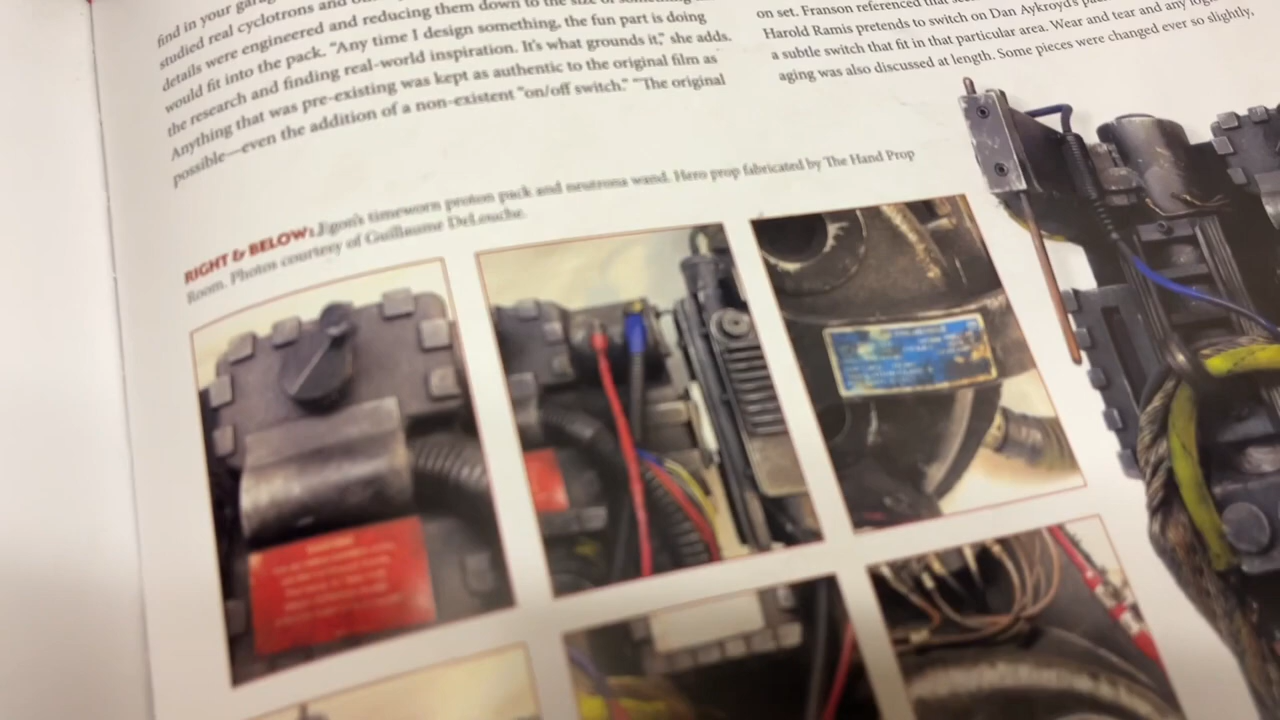 find in your
studied real cyclotrons and
details were engineered and reducing them down to the size of
would fit into the pack. "Any time I design something, the fun part is doing
the research and finding real-world inspiration. It's what grounds it," she adds.
Anything that was pre-existing was kept as authentic to the original film as
possible—even the addition of a non-existent "on/off switch." "The original
on set. Franson referenced that
Harold Ramis pretends to switch on Dan Aykroyd's
a subtle switch that fit in that particular area. Wear and tear and any
aging was also discussed at length. Some pieces were changed ever so slightly,
RIGHT & BELOW: Egon's timeworn proton pack and neutrona wand. Hero prop fabricated by The Hand Prop
Room. Photos courtesy of Guillaume DeLouche.